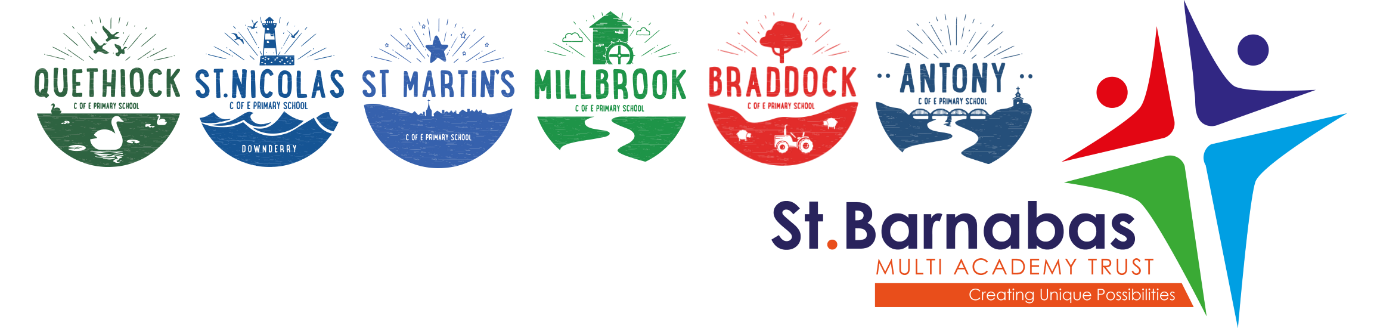 QUETHIOCK
C OF E PRIMARY SCHOOL
ST.NICOLAS
C OF E PRIMARY SCHOOL
DOWNDERRY
ST MARTIN'S
C OF E PRIMARY SCHOOL
MILLBROOK
C OF E PRIMARY SCHOOL
BRADDOCK
C OF E PRIMARY SCHOOL
ANTONY
C OF E PRIMARY SCHOOL
St.Barnabas
MULTI ACADEMY TRUST
Creating Unique Possibilities